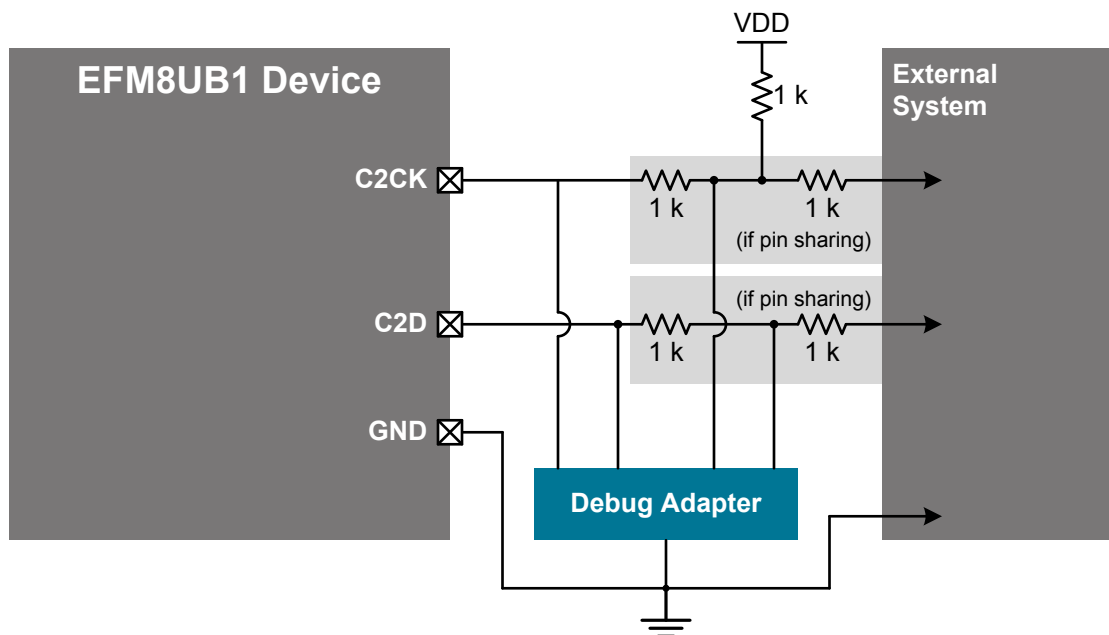 VDD
EFM8UB1 Device
External
System
1 k
C2CK
1 k
1 k
(if pin sharing)
(if pin sharing)
C2D
1 k
1 k
GND
Debug Adapter